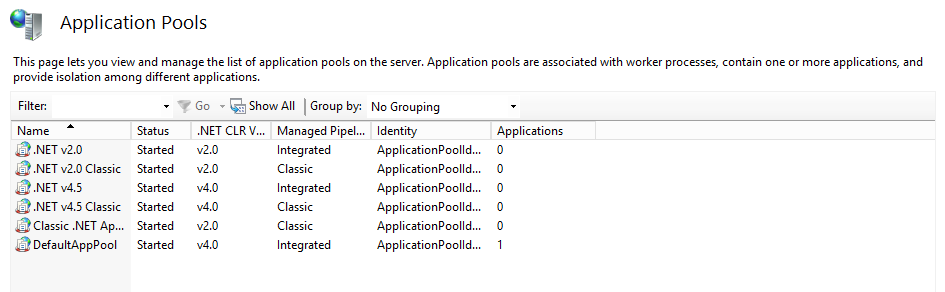 Application Pools
This page lets you view and manage the list of application pools on the server. Application pools are associated with worker processes, contain one or more applications, and
provide isolation among different applications.
Filter: Go Show All Group by: No Grouping
Name Status .NET CLR V... Managed Pipel... Identity Applications
.NET v2.0 Started v2.0 Integrated ApplicationPoolId... 0
.NET v2.0 Classic Started v2.0 Classic ApplicationPoolId... 0
.NET v4.5 Started v4.0 Integrated ApplicationPoolId... 0
.NET v4.5 Classic Started v4.0 Classic ApplicationPoolId... 0
Classic .NET Ap... Started v2.0 Classic ApplicationPoolId... 0
DefaultAppPool Started v4.0 Integrated ApplicationPoolId... 1